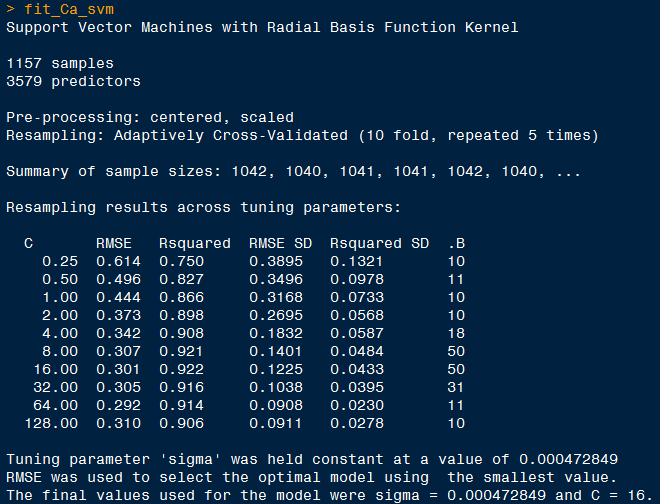 > fit_Ca_svm
Support Vector Machines with Radial Basis Function Kernel
1157 samples
3579 predictors
Pre-processing: centered, scaled
Resampling: Adaptively Cross-Validated (10 fold, repeated 5 times)
Summary of sample sizes: 1042, 1040, 1041, 1041, 1042, 1040, ...
Resampling results across tuning parameters:
C RMSE Rsquared RMSE SD Rsquared SD .B
0.25 0.614 0.750 0.3895 0.1321 10
0.50 0.496 0.827 0.3496 0.0978 11
1.00 0.444 0.866 0.3168 0.0733 10
2.00 0.373 0.898 0.2695 0.0568 10
4.00 0.342 0.908 0.1832 0.0587 18
8.00 0.307 0.921 0.1401 0.0484 50
16.00 0.301 0.922 0.1225 0.0433 50
32.00 0.305 0.916 0.1038 0.0395 31
64.00 0.292 0.914 0.0908 0.0230 11
128.00 0.310 0.906 0.0911 0.0278 10
Tuning parameter 'sigma' was held constant at a value of 0.000472849
RMSE was used to select the optimal model using the smallest value.
The final values used for the model were sigma = 0.000472849 and C = 16.